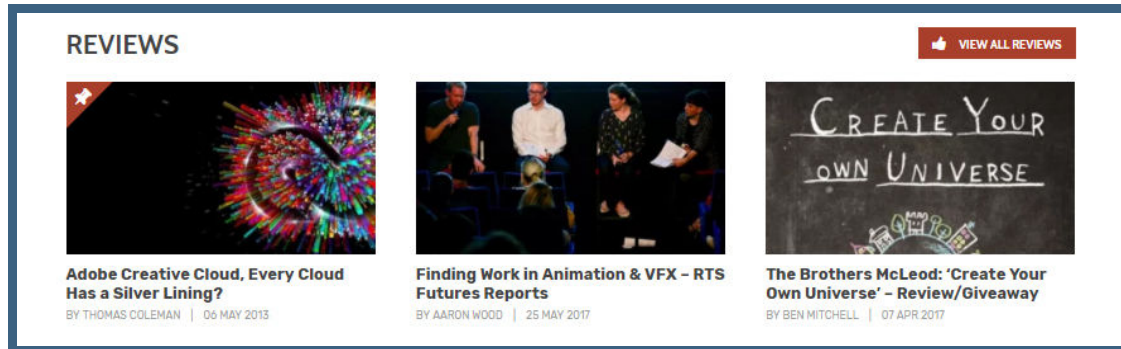 REVIEWS
VIEW ALL REVIEWS
CREATE YOUR
OWN UNIVERSE
Adobe Creative Cloud, Every Cloud
Has a Silver Lining?
BY THOMAS COLEMAN | 06 MAY 2013
Finding Work in Animation & VFX – RTS
Futures Reports
BY AARON WOOD | 25 MAY 2017
The Brothers McLeod: ‘Create Your
Own Universe’ – Review/Giveaway
BY BEN MITCHELL | 07 APR 2017